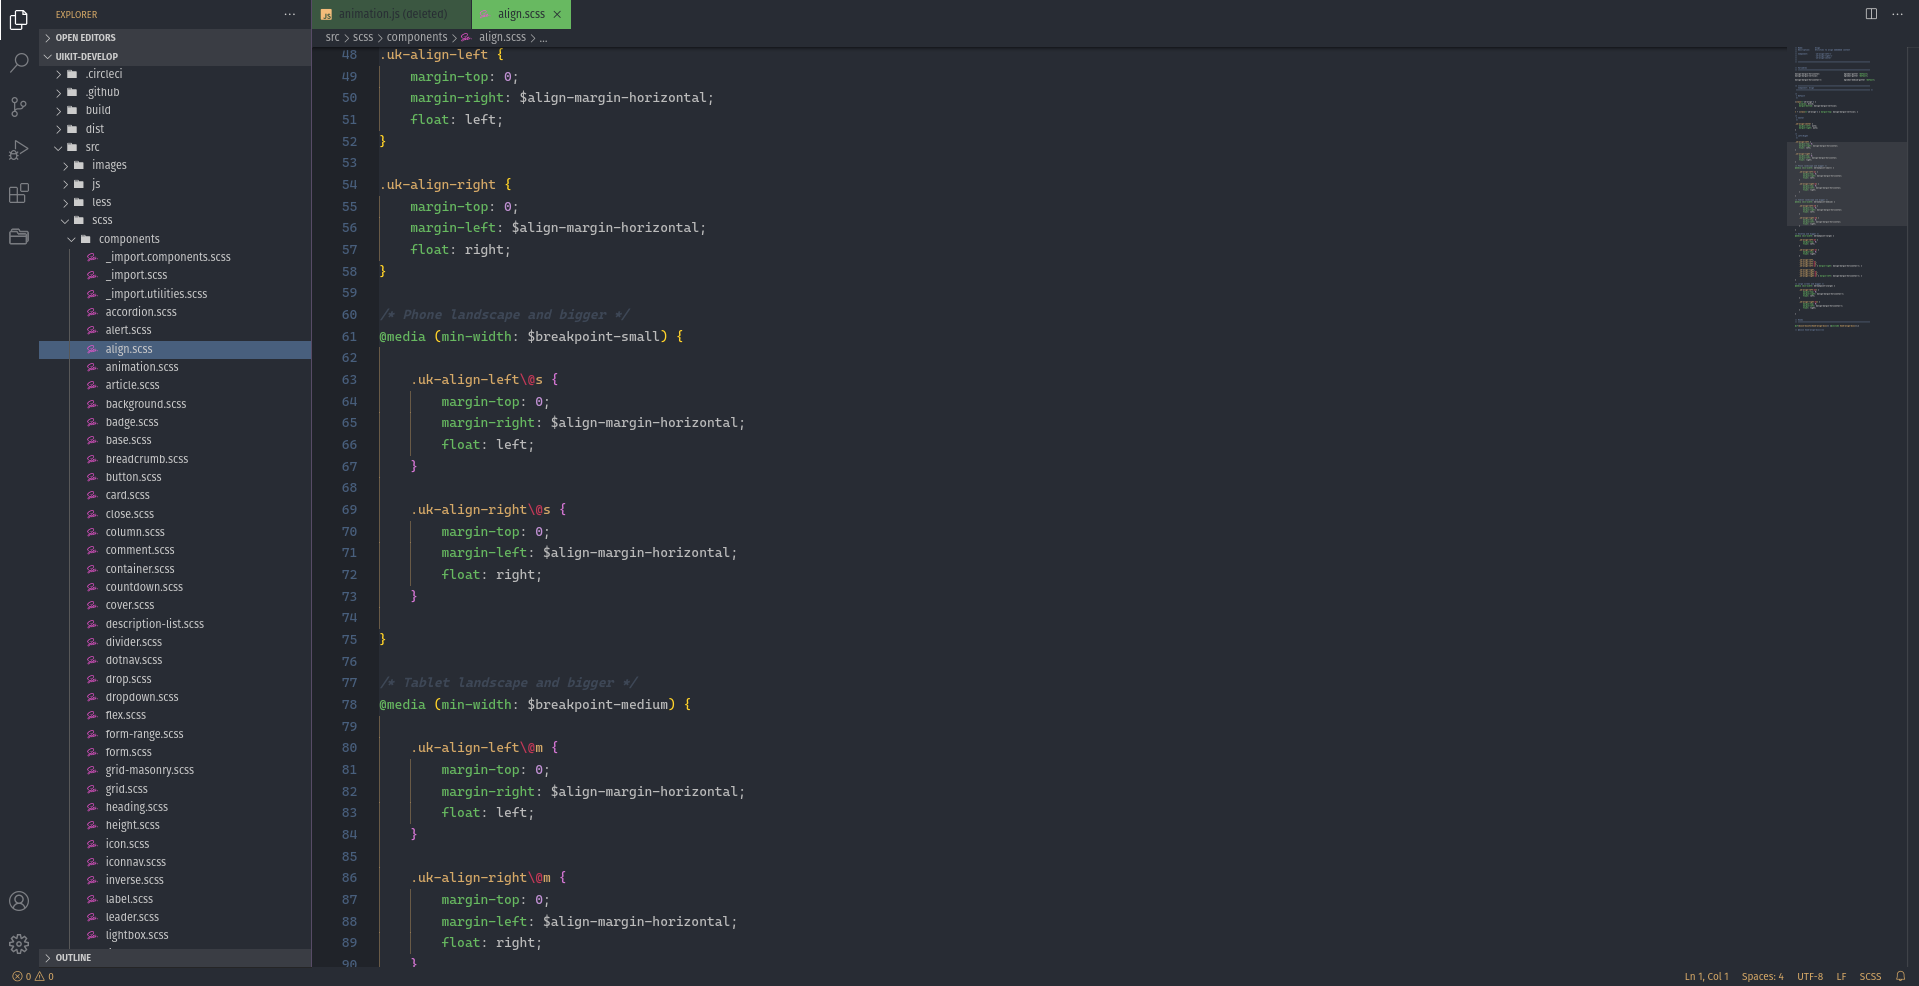 EXPLORER
OPEN EDITORS
UIKIT-DEVELOP
.circleci
.github
build
dist
src
images
js
less
scss
components
_import.components.scss
_import.scss
_import.utilities.scss
accordion.scss
alert.scss
align.scss
animation.scss
article.scss
background.scss
badge.scss
base.scss
breadcrumb.scss
button.scss
card.scss
close.scss
column.scss
comment.scss
container.scss
countdown.scss
cover.scss
description-list.scss
divider.scss
dotnav.scss
drop.scss
dropdown.scss
flex.scss
form-range.scss
form.scss
grid-masonry.scss
grid.scss
heading.scss
height.scss
icon.scss
iconnav.scss
inverse.scss
label.scss
leader.scss
lightbox.scss
OUTLINE
JS animation.js (deleted)
align.scss
src > scss > components > align.scss > ...
48 .uk-align-left {
49     margin-top: 0;
50     margin-right: $align-margin-horizontal;
51     float: left;
52 }
53
54 .uk-align-right {
55     margin-top: 0;
56     margin-left: $align-margin-horizontal;
57     float: right;
58 }
59
60 /* Phone landscape and bigger */
61 @media (min-width: $breakpoint-small) {
62
63     .uk-align-left\@s {
64         margin-top: 0;
65         margin-right: $align-margin-horizontal;
66         float: left;
67     }
68
69     .uk-align-right\@s {
70         margin-top: 0;
71         margin-left: $align-margin-horizontal;
72         float: right;
73     }
74
75 }
76
77 /* Tablet landscape and bigger */
78 @media (min-width: $breakpoint-medium) {
79
80     .uk-align-left\@m {
81         margin-top: 0;
82         margin-right: $align-margin-horizontal;
83         float: left;
84     }
85
86     .uk-align-right\@m {
87         margin-top: 0;
88         margin-left: $align-margin-horizontal;
89         float: right;
90     }
0 0
Ln 1, Col 1 Spaces: 4 UTF-8 LF SCSS